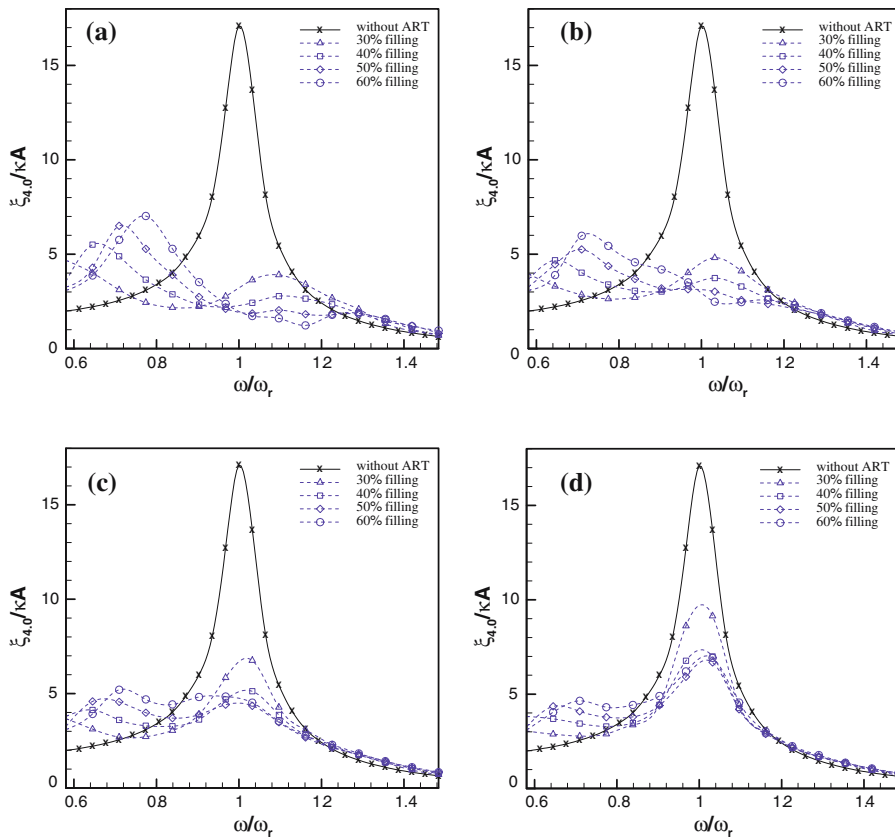 (a)
without ART
30% filling
40% filling
50% filling
60% filling
15
10
5
0
ξ4.0/κA
0.6 0.8 1 1.2 1.4
ω/ωr
(b)
without ART
30% filling
40% filling
50% filling
60% filling
15
10
5
0
ξ4.0/κA
0.6 0.8 1 1.2 1.4
ω/ωr
(c)
without ART
30% filling
40% filling
50% filling
60% filling
15
10
5
0
ξ4.0/κA
0.6 0.8 1 1.2 1.4
ω/ωr
(d)
without ART
30% filling
40% filling
50% filling
60% filling
15
10
5
0
ξ4.0/κA
0.6 0.8 1 1.2 1.4
ω/ωr